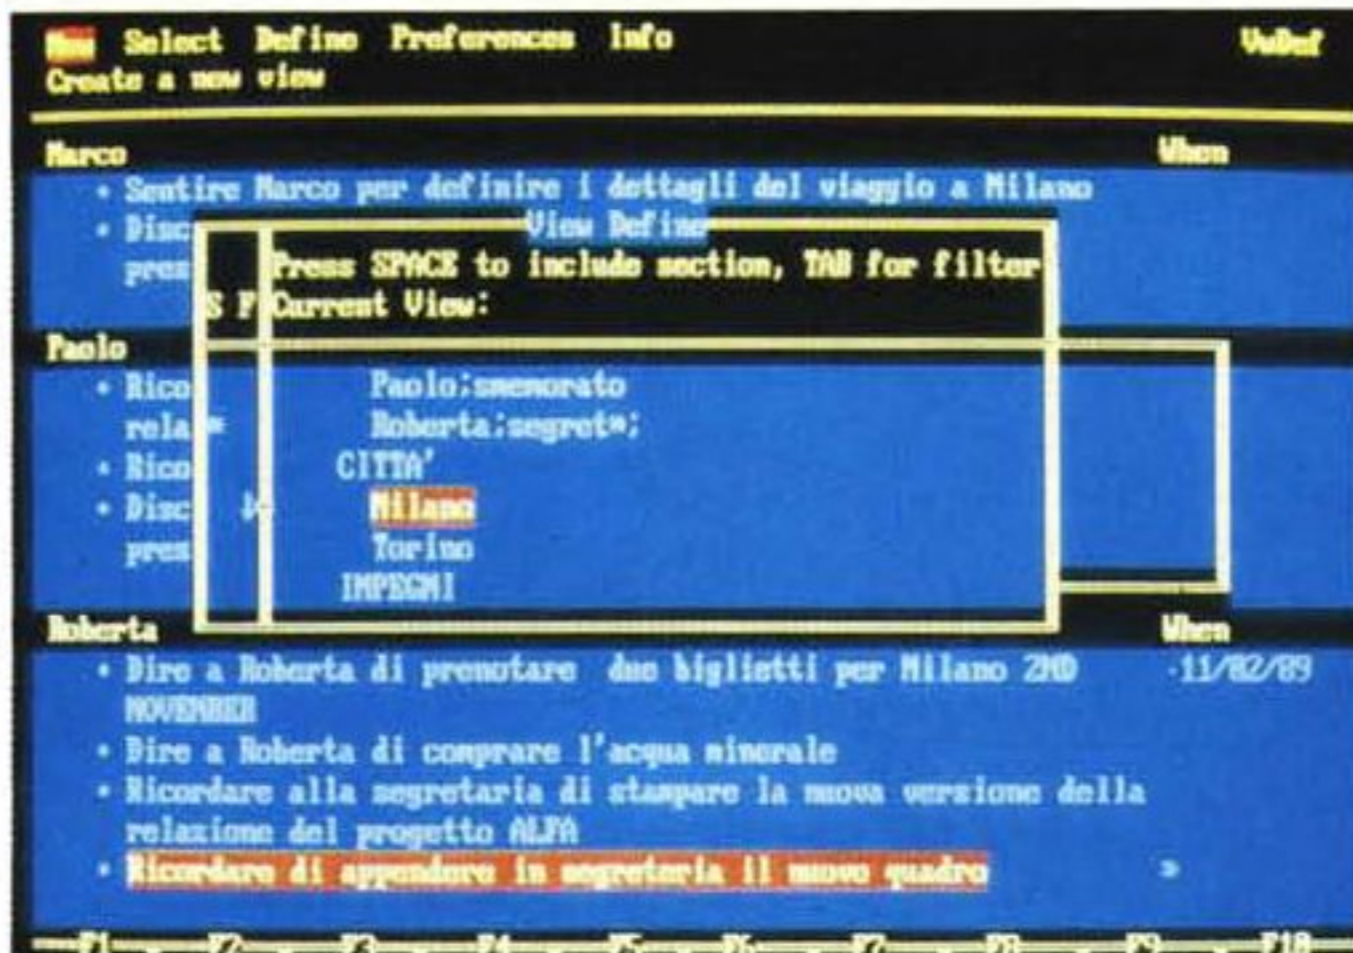 New Select Define Preferences Info VwDef
Create a new view
Marco When
• Sentire Marco per definire i dettagli del viaggio a Milano
• Disc
pres
View Define
Press SPACE to include section, TAB for filter
S F Current View:
Paolo
• Rico
rela
• Rico
• Disc
pres
* Paolo;smemorato
Roberta;segret*;
CITTA'
Milano
Torino
IMPEGNI
Roberta When
• Dire a Roberta di prenotare due biglietti per Milano 2ND ·11/02/89
NOVEMBER
• Dire a Roberta di comprare l'acqua minerale
• Ricordare alla segretaria di stampare la nuova versione della
relazione del progetto ALFA
• Ricordare di appendere in segreteria il nuovo quadro »
F1 F2 F3 F4 F5 F6 F7 F8 F9 F10